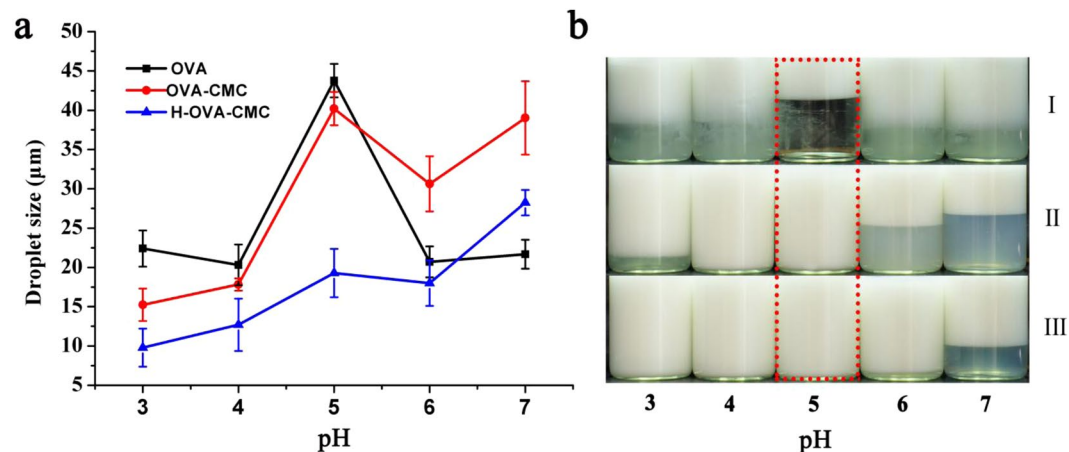 a
50
45
40
35
30
25
20
15
10
5
Droplet size (μm)
OVA
OVA-CMC
H-OVA-CMC
3 4 5 6 7
pH
b
I
II
III
3 4 5 6 7
pH